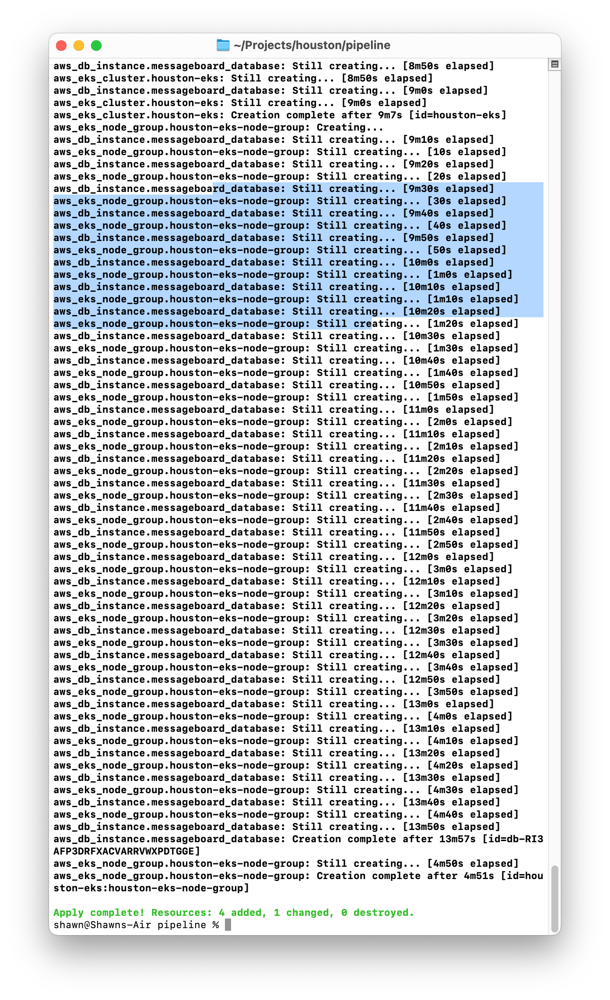 ~/Projects/houston/pipeline
aws_db_instance.messageboard_database: Still creating... [8m50s elapsed]
aws_eks_cluster.houston-eks: Still creating... [8m50s elapsed]
aws_db_instance.messageboard_database: Still creating... [9m0s elapsed]
aws_eks_cluster.houston-eks: Still creating... [9m0s elapsed]
aws_eks_cluster.houston-eks: Creation complete after 9m7s [id=houston-eks]
aws_eks_node_group.houston-eks-node-group: Creating...
aws_db_instance.messageboard_database: Still creating... [9m10s elapsed]
aws_eks_node_group.houston-eks-node-group: Still creating... [10s elapsed]
aws_db_instance.messageboard_database: Still creating... [9m20s elapsed]
aws_eks_node_group.houston-eks-node-group: Still creating... [20s elapsed]
aws_db_instance.messageboard_database: Still creating... [9m30s elapsed]
aws_eks_node_group.houston-eks-node-group: Still creating... [30s elapsed]
aws_db_instance.messageboard_database: Still creating... [9m40s elapsed]
aws_eks_node_group.houston-eks-node-group: Still creating... [40s elapsed]
aws_db_instance.messageboard_database: Still creating... [9m50s elapsed]
aws_eks_node_group.houston-eks-node-group: Still creating... [50s elapsed]
aws_db_instance.messageboard_database: Still creating... [10m0s elapsed]
aws_eks_node_group.houston-eks-node-group: Still creating... [1m0s elapsed]
aws_db_instance.messageboard_database: Still creating... [10m10s elapsed]
aws_eks_node_group.houston-eks-node-group: Still creating... [1m10s elapsed]
aws_db_instance.messageboard_database: Still creating... [10m20s elapsed]
aws_eks_node_group.houston-eks-node-group: Still creating... [1m20s elapsed]
aws_db_instance.messageboard_database: Still creating... [10m30s elapsed]
aws_eks_node_group.houston-eks-node-group: Still creating... [1m30s elapsed]
aws_db_instance.messageboard_database: Still creating... [10m40s elapsed]
aws_eks_node_group.houston-eks-node-group: Still creating... [1m40s elapsed]
aws_db_instance.messageboard_database: Still creating... [10m50s elapsed]
aws_eks_node_group.houston-eks-node-group: Still creating... [1m50s elapsed]
aws_db_instance.messageboard_database: Still creating... [11m0s elapsed]
aws_eks_node_group.houston-eks-node-group: Still creating... [2m0s elapsed]
aws_db_instance.messageboard_database: Still creating... [11m10s elapsed]
aws_eks_node_group.houston-eks-node-group: Still creating... [2m10s elapsed]
aws_db_instance.messageboard_database: Still creating... [11m20s elapsed]
aws_eks_node_group.houston-eks-node-group: Still creating... [2m20s elapsed]
aws_db_instance.messageboard_database: Still creating... [11m30s elapsed]
aws_eks_node_group.houston-eks-node-group: Still creating... [2m30s elapsed]
aws_db_instance.messageboard_database: Still creating... [11m40s elapsed]
aws_eks_node_group.houston-eks-node-group: Still creating... [2m40s elapsed]
aws_db_instance.messageboard_database: Still creating... [11m50s elapsed]
aws_eks_node_group.houston-eks-node-group: Still creating... [2m50s elapsed]
aws_db_instance.messageboard_database: Still creating... [12m0s elapsed]
aws_eks_node_group.houston-eks-node-group: Still creating... [3m0s elapsed]
aws_db_instance.messageboard_database: Still creating... [12m10s elapsed]
aws_eks_node_group.houston-eks-node-group: Still creating... [3m10s elapsed]
aws_db_instance.messageboard_database: Still creating... [12m20s elapsed]
aws_eks_node_group.houston-eks-node-group: Still creating... [3m20s elapsed]
aws_db_instance.messageboard_database: Still creating... [12m30s elapsed]
aws_eks_node_group.houston-eks-node-group: Still creating... [3m30s elapsed]
aws_db_instance.messageboard_database: Still creating... [12m40s elapsed]
aws_eks_node_group.houston-eks-node-group: Still creating... [3m40s elapsed]
aws_db_instance.messageboard_database: Still creating... [12m50s elapsed]
aws_eks_node_group.houston-eks-node-group: Still creating... [3m50s elapsed]
aws_db_instance.messageboard_database: Still creating... [13m0s elapsed]
aws_eks_node_group.houston-eks-node-group: Still creating... [4m0s elapsed]
aws_db_instance.messageboard_database: Still creating... [13m10s elapsed]
aws_eks_node_group.houston-eks-node-group: Still creating... [4m10s elapsed]
aws_db_instance.messageboard_database: Still creating... [13m20s elapsed]
aws_eks_node_group.houston-eks-node-group: Still creating... [4m20s elapsed]
aws_db_instance.messageboard_database: Still creating... [13m30s elapsed]
aws_eks_node_group.houston-eks-node-group: Still creating... [4m30s elapsed]
aws_db_instance.messageboard_database: Still creating... [13m40s elapsed]
aws_eks_node_group.houston-eks-node-group: Still creating... [4m40s elapsed]
aws_db_instance.messageboard_database: Still creating... [13m50s elapsed]
aws_db_instance.messageboard_database: Creation complete after 13m57s [id=db-RI3
AFP3DRFXACVARRVWXPDTGGE]
aws_eks_node_group.houston-eks-node-group: Still creating... [4m50s elapsed]
aws_eks_node_group.houston-eks-node-group: Creation complete after 4m51s [id=hou
ston-eks:houston-eks-node-group]
Apply complete! Resources: 4 added, 1 changed, 0 destroyed.
shawn@Shawns-Air pipeline %